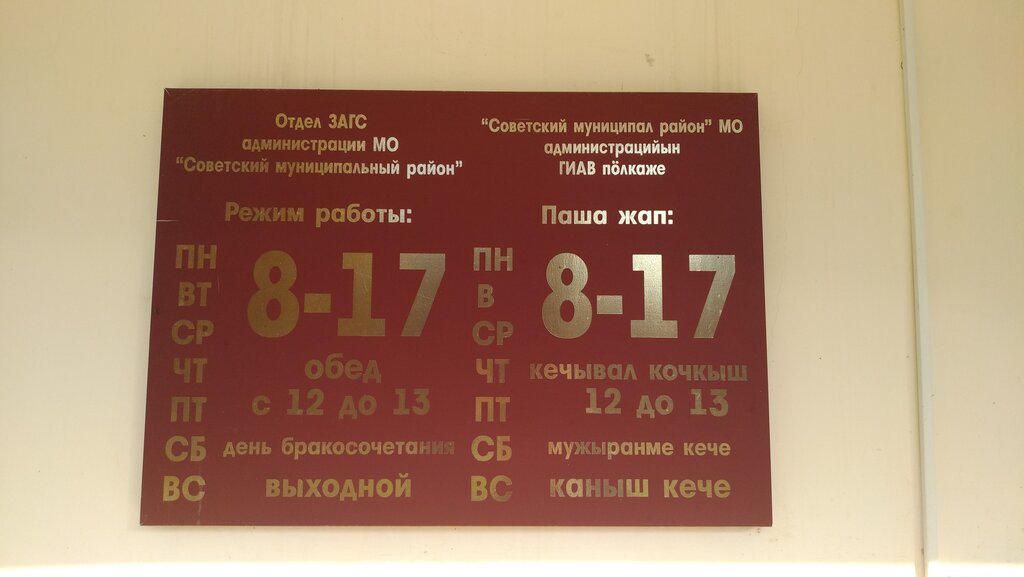 Отдел ЗАГС
администрации МО
“Советский муниципальный район”
Режим работы:
ПН
ВТ
СР
ЧТ
ПТ
8-17
обед
с 12 до 13
СБ день бракосочетания
ВС выходной
“Советский муниципал район” МО
администрацийын
ГИАВ пӧлкаже
Паша жап:
ПН
В
СР
ЧТ
ПТ
8-17
кечывал кочкыш
12 до 13
СБ мужыранме кече
ВС каныш кече